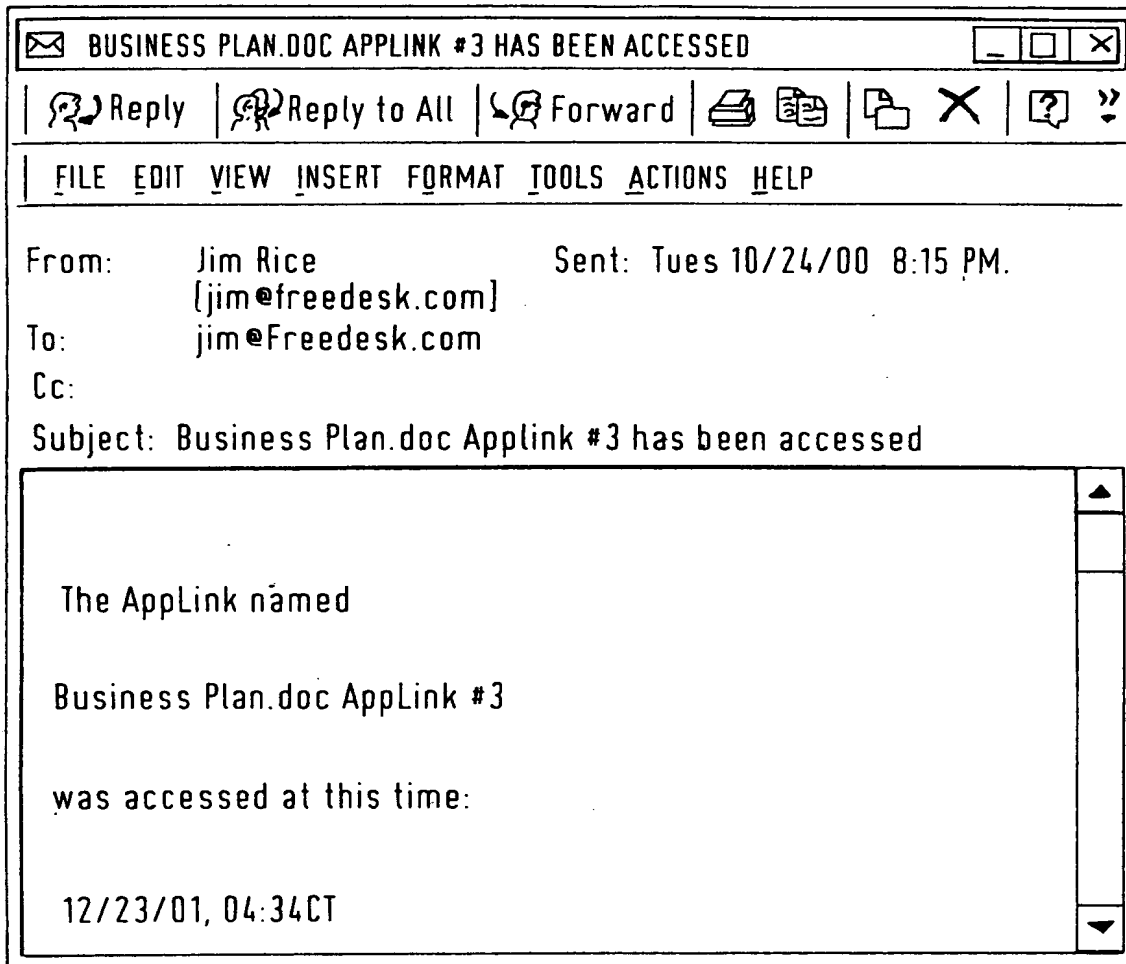 BUSINESS PLAN.DOC APPLINK #3 HAS BEEN ACCESSED
Reply Reply to All Forward
FILE EDIT VIEW INSERT FORMAT TOOLS ACTIONS HELP
From: Jim Rice Sent: Tues 10/24/00 8:15 PM.
[jim@freedesk.com]
To: jim@Freedesk.com
Cc:
Subject: Business Plan.doc Applink #3 has been accessed
The AppLink named
Business Plan.doc AppLink #3
was accessed at this time:
12/23/01, 04:34CT